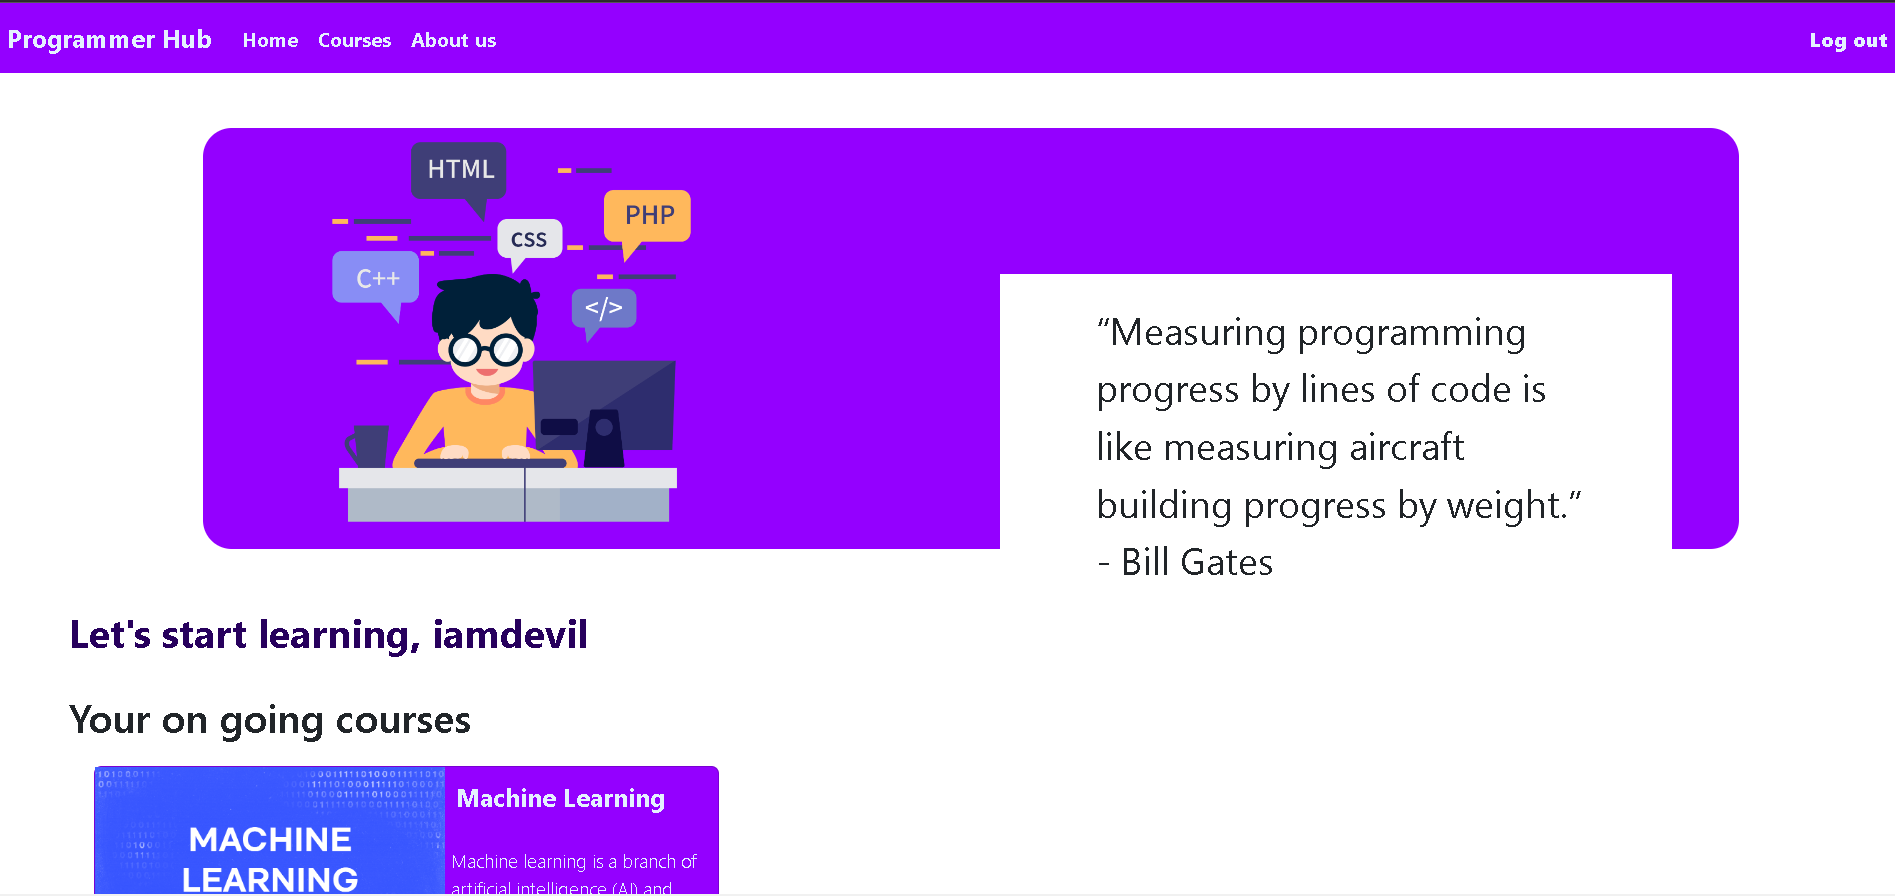 Programmer Hub Home Courses About us Log out
HTML
PHP
CSS
C++
</>
“Measuring programming
progress by lines of code is
like measuring aircraft
building progress by weight.”
- Bill Gates
Let's start learning, iamdevil
Your on going courses
MACHINE
LEARNING
Machine Learning
Machine learning is a branch of
artificial intelligence (AI) and